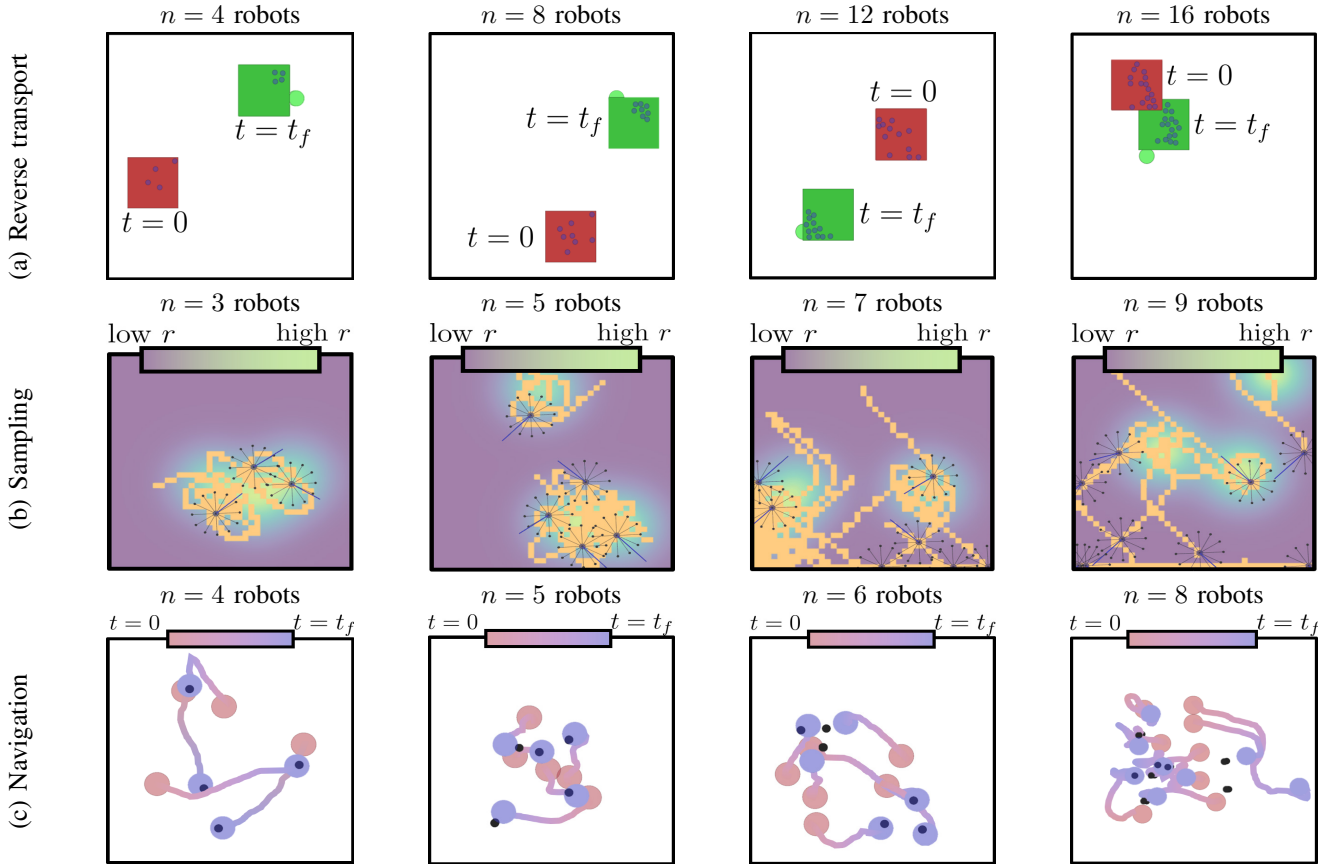 n = 4 robots
n = 8 robots
n = 12 robots
n = 16 robots
(a) Reverse transport
t = t_f
t = 0
t = t_f
t = 0
t = 0
t = t_f
t = 0
t = t_f
n = 3 robots
n = 5 robots
n = 7 robots
n = 9 robots
(b) Sampling
low r high r
low r high r
low r high r
low r high r
n = 4 robots
n = 5 robots
n = 6 robots
n = 8 robots
(c) Navigation
t = 0 t = t_f
t = 0 t = t_f
t = 0 t = t_f
t = 0 t = t_f